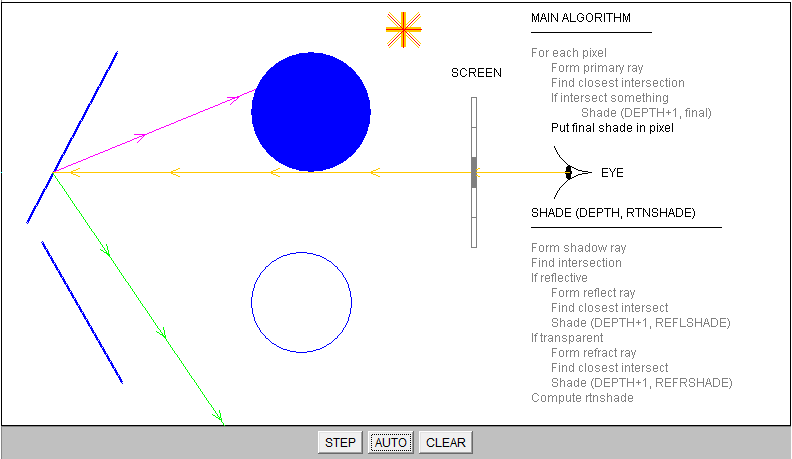 MAIN ALGORITHM
For each pixel
Form primary ray
Find closest intersection
If intersect something
Shade (DEPTH+1, final)
Put final shade in pixel
SCREEN
EYE
SHADE (DEPTH, RTNSHADE)
Form shadow ray
Find intersection
If reflective
Form reflect ray
Find closest intersect
Shade (DEPTH+1, REFLSHADE)
If transparent
Form refract ray
Find closest intersect
Shade (DEPTH+1, REFRSHADE)
Compute rtnshade
STEP AUTO CLEAR